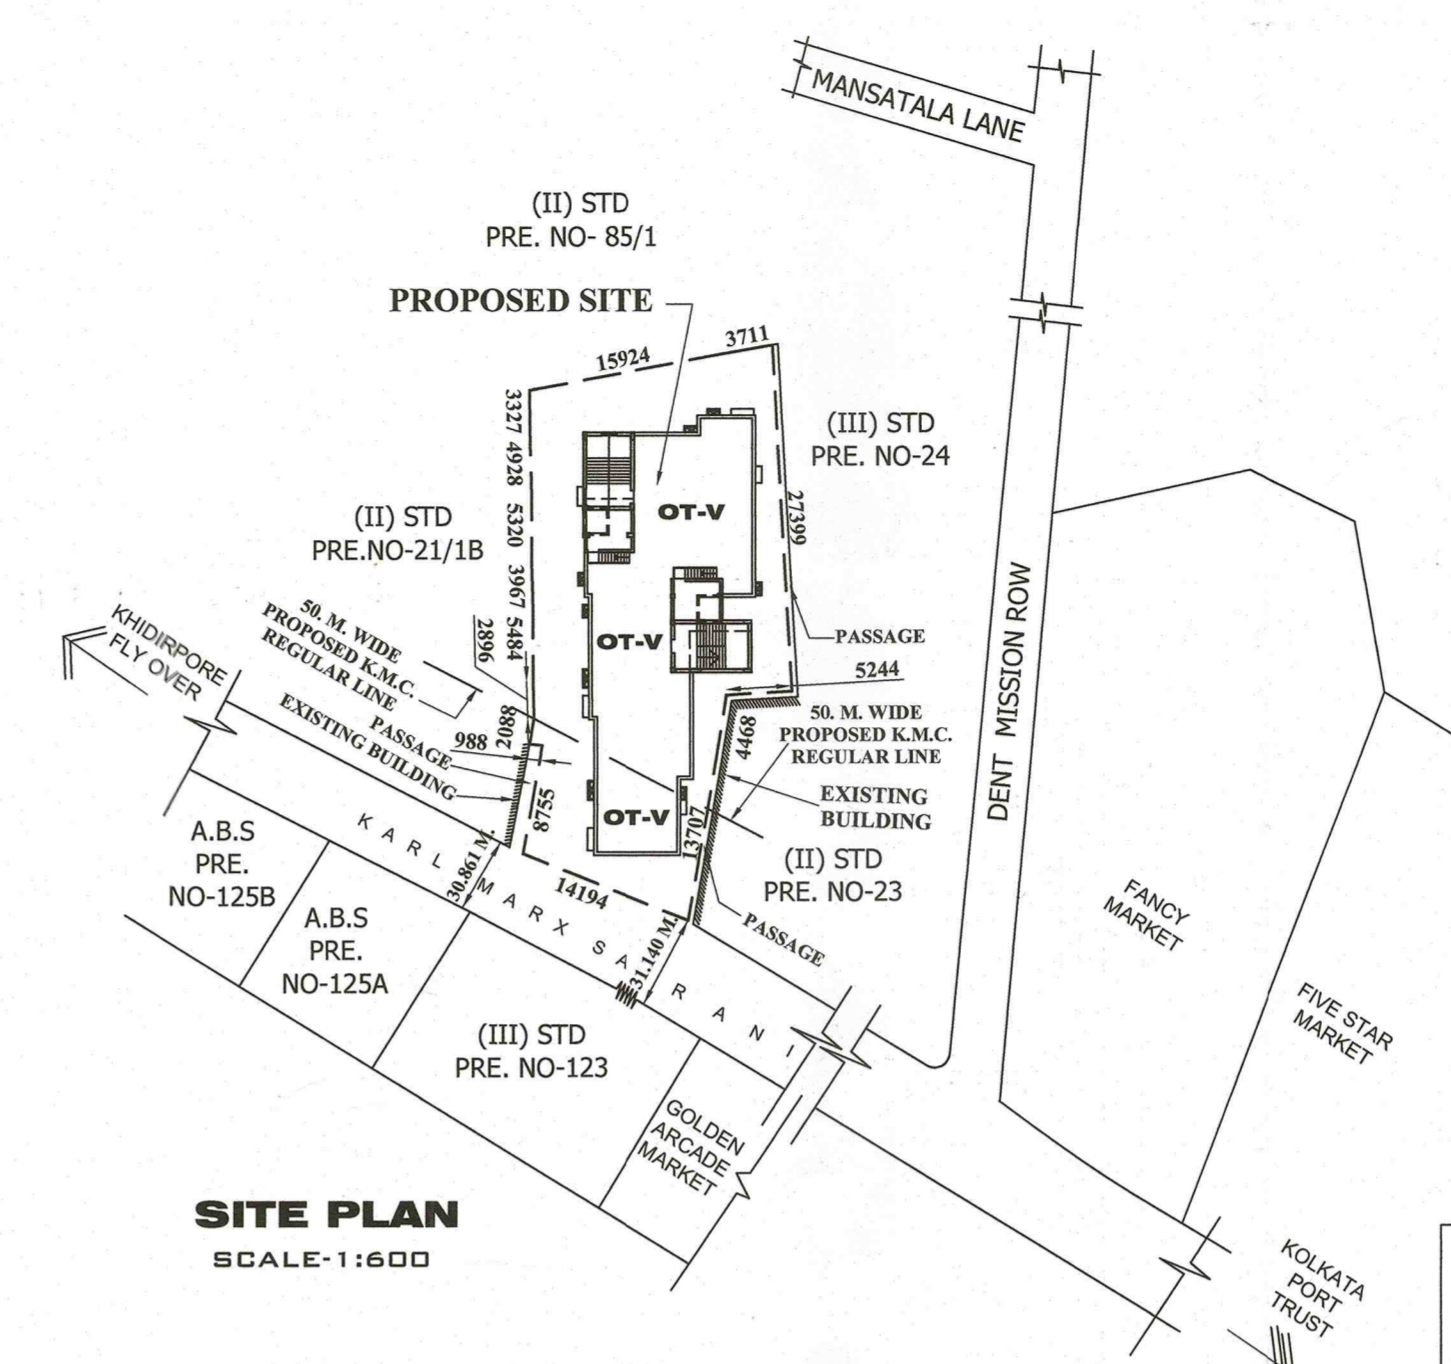 MANSATALA LANE
(II) STD
PRE. NO- 85/1
PROPOSED SITE
3711
15924
3327
4928
5320
3967
5484
2896
2088
988
8755
14194
13707
4468
5244
27399
(III) STD
PRE. NO-24
(II) STD
PRE.NO-21/1B
OT-V
OT-V
OT-V
PASSAGE
50. M. WIDE
PROPOSED K.M.C.
REGULAR LINE
EXISTING BUILDING
PASSAGE
KHIDIRPORE
FLY OVER
50. M. WIDE
PROPOSED K.M.C.
REGULAR LINE
EXISTING
BUILDING
(II) STD
PRE. NO-23
PASSAGE
DENT MISSION ROW
A.B.S
PRE.
NO-125B
A.B.S
PRE.
NO-125A
KARL MARX SARANI
30.861 M.
31.140 M.
(III) STD
PRE. NO-123
GOLDEN
ARCADE
MARKET
FANCY
MARKET
FIVE STAR
MARKET
KOLKATA
PORT
TRUST
SITE PLAN
SCALE-1:600